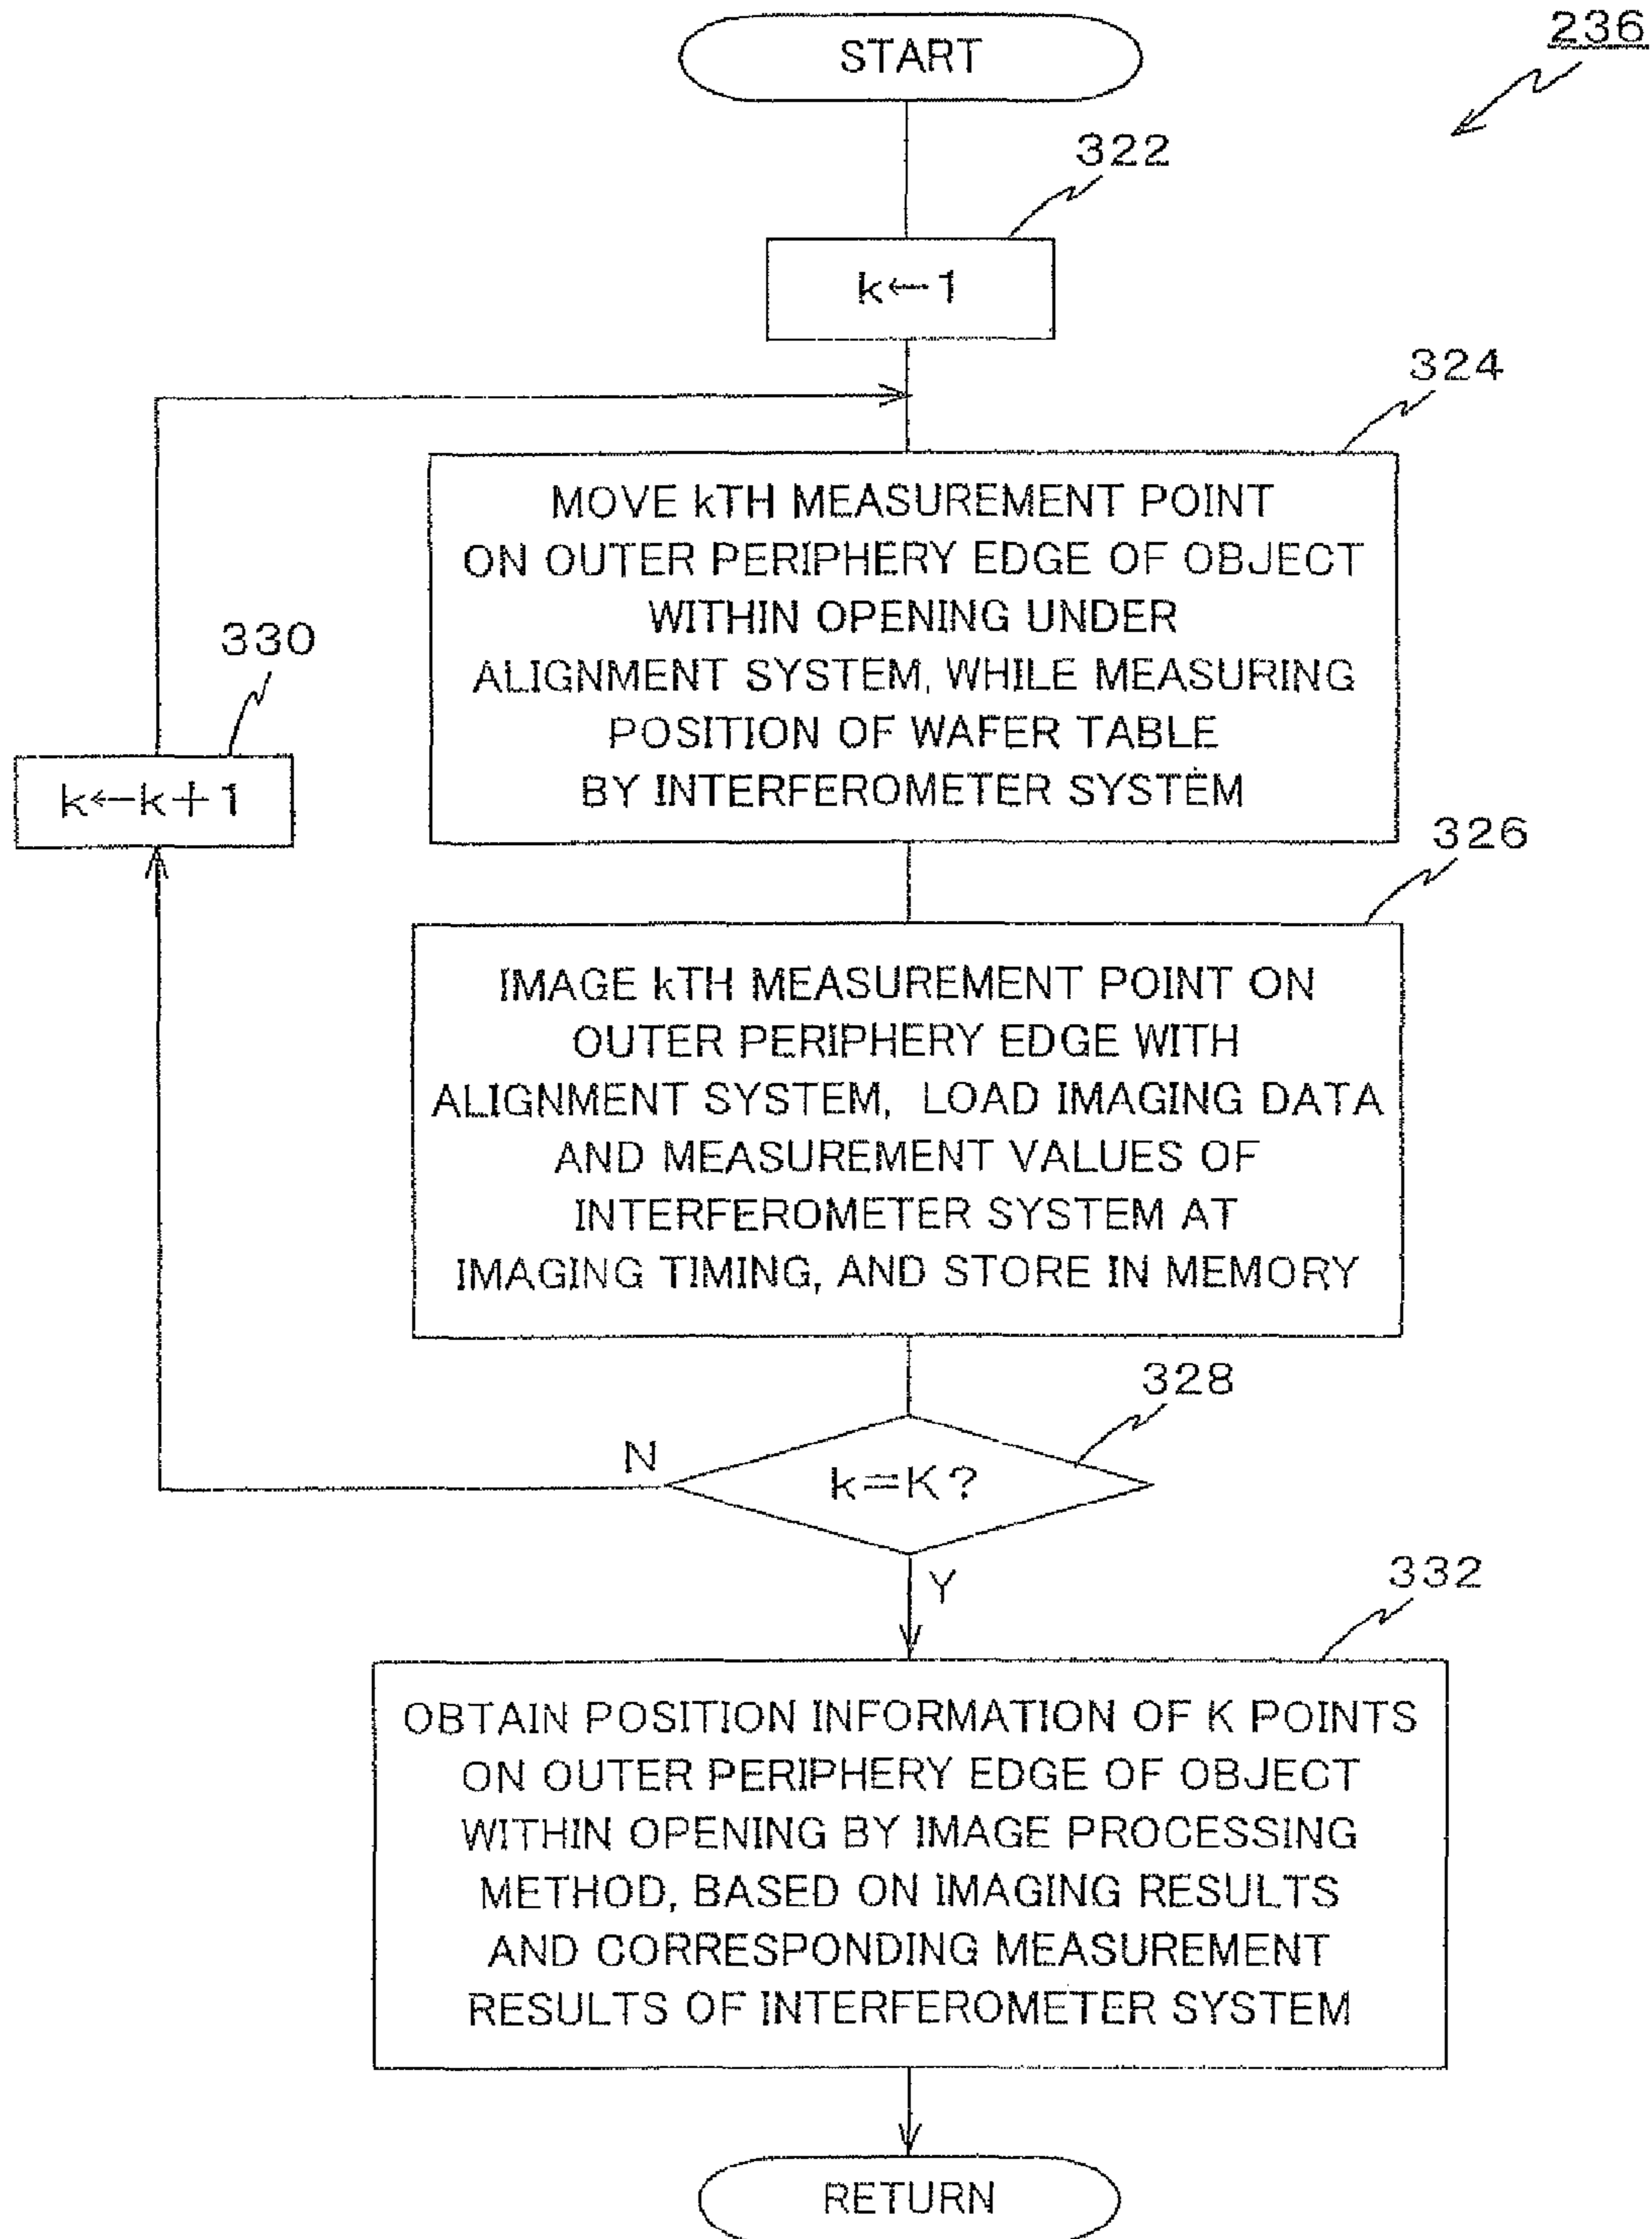 236
START
322
k←1
324
MOVE kTH MEASUREMENT POINT
ON OUTER PERIPHERY EDGE OF OBJECT
WITHIN OPENING UNDER
ALIGNMENT SYSTEM, WHILE MEASURING
POSITION OF WAFER TABLE
BY INTERFEROMETER SYSTEM
330
k←k+1
326
IMAGE kTH MEASUREMENT POINT ON
OUTER PERIPHERY EDGE WITH
ALIGNMENT SYSTEM, LOAD IMAGING DATA
AND MEASUREMENT VALUES OF
INTERFEROMETER SYSTEM AT
IMAGING TIMING, AND STORE IN MEMORY
328
N
k=K?
Y
332
OBTAIN POSITION INFORMATION OF K POINTS
ON OUTER PERIPHERY EDGE OF OBJECT
WITHIN OPENING BY IMAGE PROCESSING
METHOD, BASED ON IMAGING RESULTS
AND CORRESPONDING MEASUREMENT
RESULTS OF INTERFEROMETER SYSTEM
RETURN